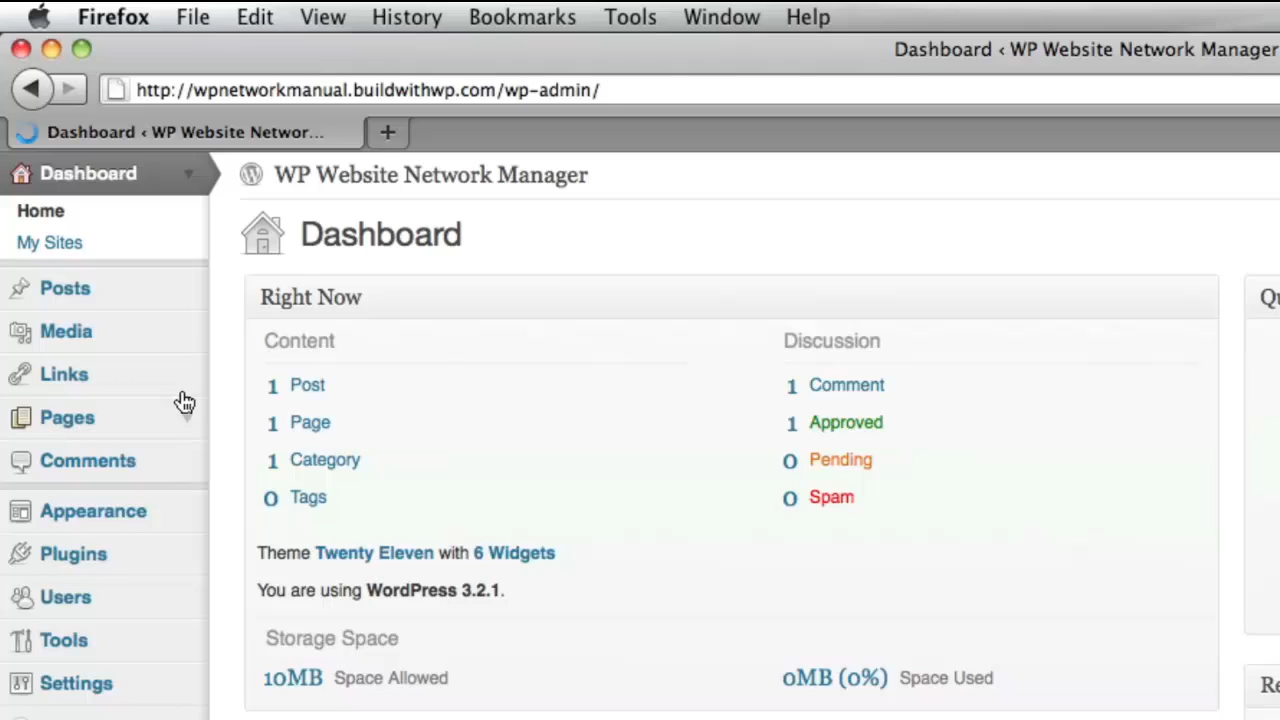 Firefox File Edit View History Bookmarks Tools Window Help
Dashboard ‹ WP Website Network Manager
http://wpnetworkmanual.buildwithwp.com/wp-admin/
Dashboard ‹ WP Website Networ... +
Dashboard
Home
My Sites
Posts
Media
Links
Pages
Comments
Appearance
Plugins
Users
Tools
Settings
WP Website Network Manager
Dashboard
Right Now
Content
1 Post
1 Page
1 Category
0 Tags
Discussion
1 Comment
1 Approved
0 Pending
0 Spam
Theme Twenty Eleven with 6 Widgets
You are using WordPress 3.2.1.
Storage Space
10MB Space Allowed
0MB (0%) Space Used